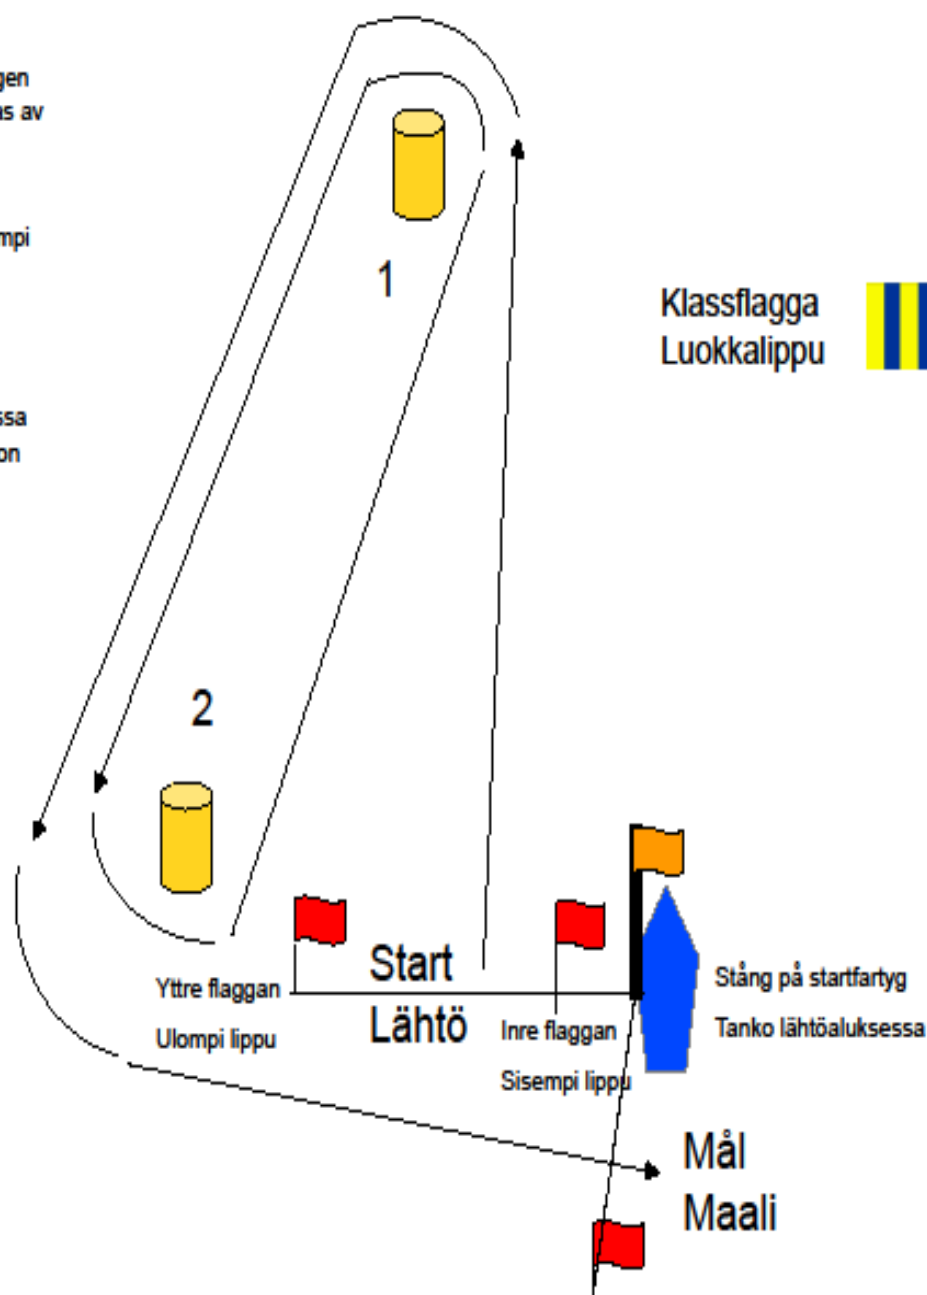 gen
as av
mpi
ssa
on
1
Klassflagga
Luokkalippu
2
Yttre flaggan
Ulompi lippu
Start
Lähtö
Inre flaggan
Sisempi lippu
Stång på startfartyg
Tanko lähtöaluksessa
Mål
Maali